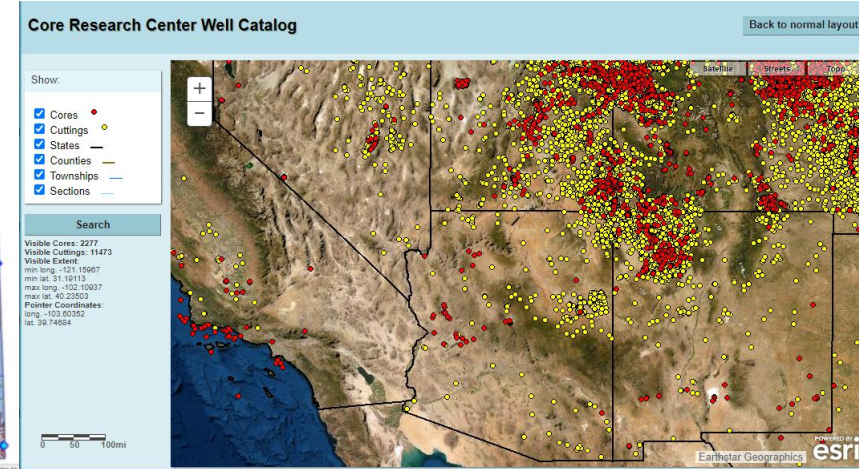 Core Research Center Well Catalog
Back to normal layout
Show:
Cores
Cuttings
States
Counties
Townships
Sections
Search
Visible Cores: 2277
Visible Cuttings: 11473
Visible Extent:
min long. -121.15967
min lat. 31.19113
max long. -102.10937
max lat. 40.23503
Pointer Coordinates:
long. -103.60352
lat. 39.74684
+
−
Satellite
Streets
Topo
0 50 100mi
POWERED BY
esri
Earthstar Geographics